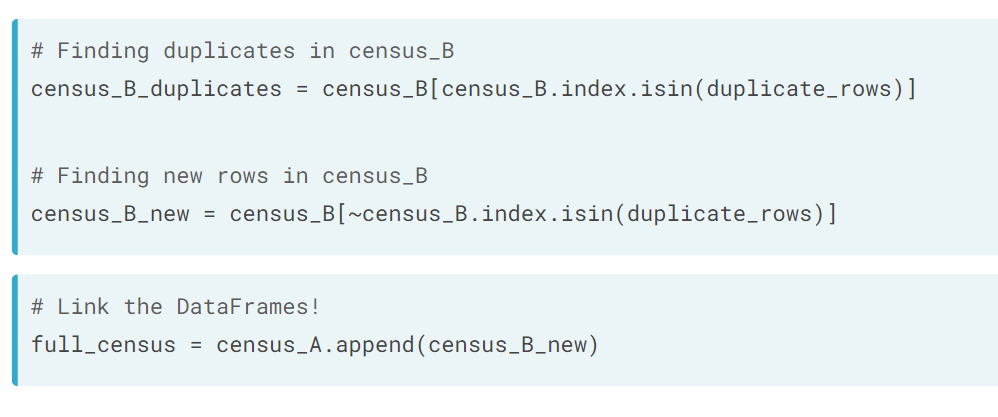 # Finding duplicates in census_B
census_B_duplicates = census_B[census_B.index.isin(duplicate_rows)]
# Finding new rows in census_B
census_B_new = census_B[~census_B.index.isin(duplicate_rows)]
# Link the DataFrames!
full_census = census_A.append(census_B_new)